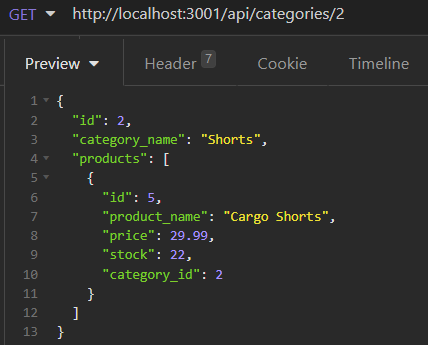 GET http://localhost:3001/api/categories/2
Preview Header 7 Cookie Timeline
1 {
2 "id": 2,
3 "category_name": "Shorts",
4 "products": [
5 {
6 "id": 5,
7 "product_name": "Cargo Shorts",
8 "price": 29.99,
9 "stock": 22,
10 "category_id": 2
11 }
12 ]
13 }